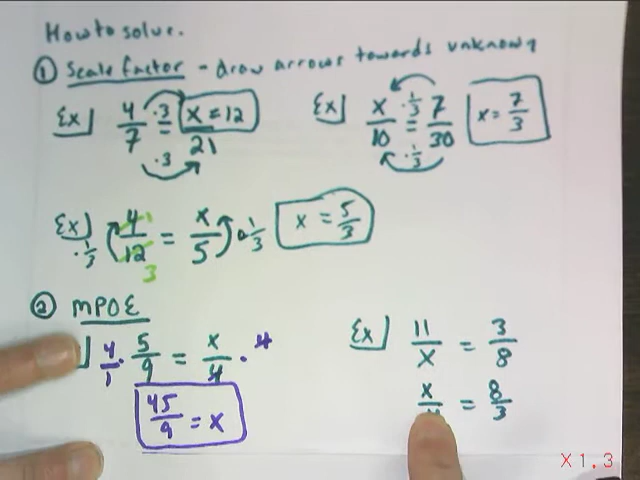 How to solve.
① Scale factor - draw arrows towards unknown
Ex] 4/7 = x/21 ·3 ·3 x = 12
Ex] x/10 = 7/30 ·1/3 ·1/3 x = 7/3
Ex] ·1/3 4/12 = x/5 ·1/3 x = 5/3
1 3
② MPOE
] 4/1 · 5/9 = x/4 · 4
45/9 = x
Ex] 11/x = 3/8
x/ = 8/3
X1.3